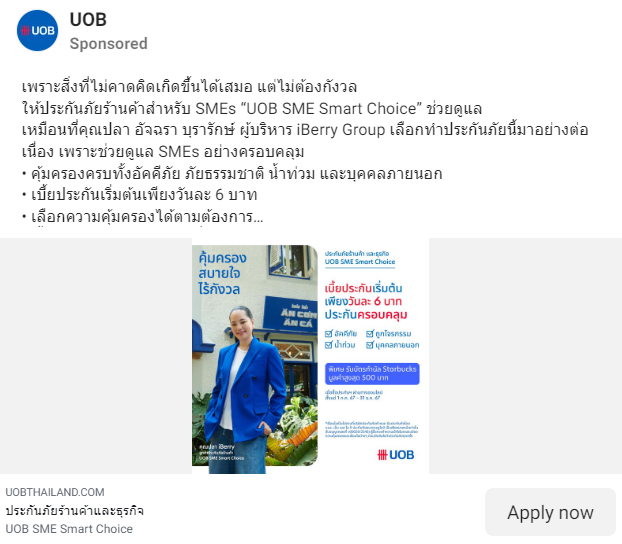 UOB
UOB
Sponsored
เพราะสิ่งที่ไม่คาดคิดเกิดขึ้นได้เสมอ แต่ไม่ต้องกังวล
ให้ประกันภัยร้านค้าสำหรับ SMEs “UOB SME Smart Choice” ช่วยดูแล
เหมือนที่คุณปลา อัจฉรา บุรารักษ์ ผู้บริหาร iBerry Group เลือกทำประกันภัยนี้มาอย่างต่อ
เนื่อง เพราะช่วยดูแล SMEs อย่างครอบคลุม
• คุ้มครองครบทั้งอัคคีภัย ภัยธรรมชาติ น้ำท่วม และบุคคลภายนอก
• เบี้ยประกันเริ่มต้นเพียงวันละ 6 บาท
• เลือกความคุ้มครองได้ตามต้องการ…
คุ้มครอง
สบายใจ
ไร้กังวล
คุณปลา iBerry
UOB SME Smart Choice
ประกันภัยร้านค้า และธุรกิจ
UOB SME Smart Choice
เบี้ยประกันเริ่มต้น
เพียงวันละ 6 บาท
ประกันครอบคลุม
อัคคีภัย
ถูกโจรกรรม
น้ำท่วม
บุคคลภายนอก
พิเศษ รับบัตรกำนัล Starbucks
มูลค่าสูงสุด 500 บาท
UOB
UOBTHAILAND.COM
ประกันภัยร้านค้าและธุรกิจ
UOB SME Smart Choice
Apply now